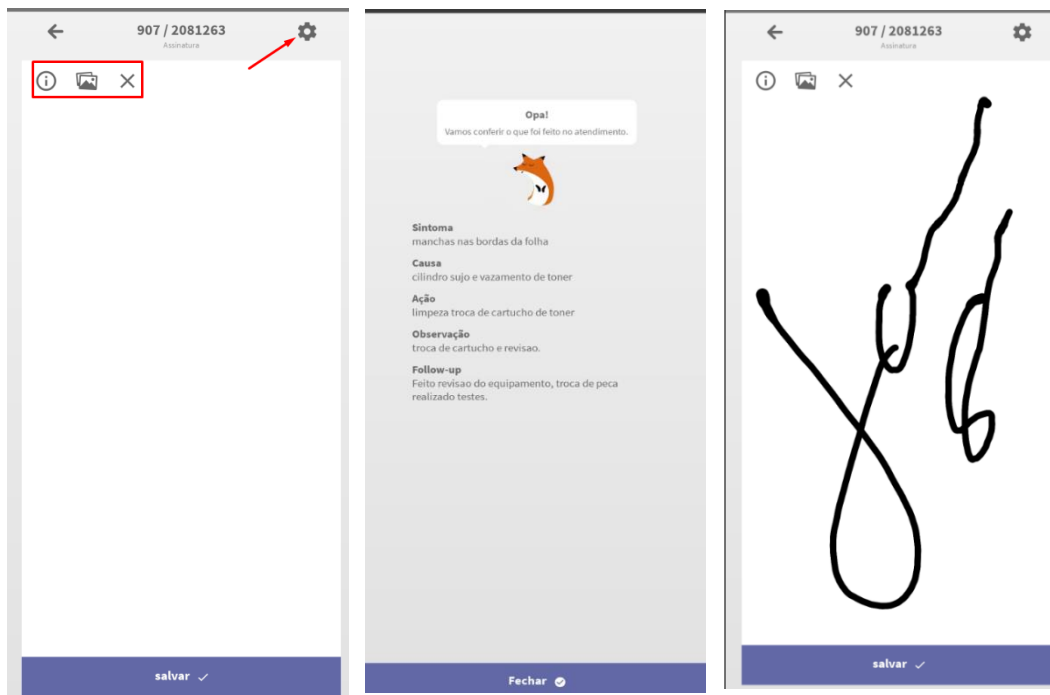 907 / 2081263
Assinatura
salvar
Opa!
Vamos conferir o que foi feito no atendimento.
Sintoma
manchas nas bordas da folha
Causa
cilindro sujo e vazamento de toner
Ação
limpeza troca de cartucho de toner
Observação
troca de cartucho e revisao.
Follow-up
Feito revisao do equipamento, troca de peca
realizado testes.
Fechar
907 / 2081263
Assinatura
salvar